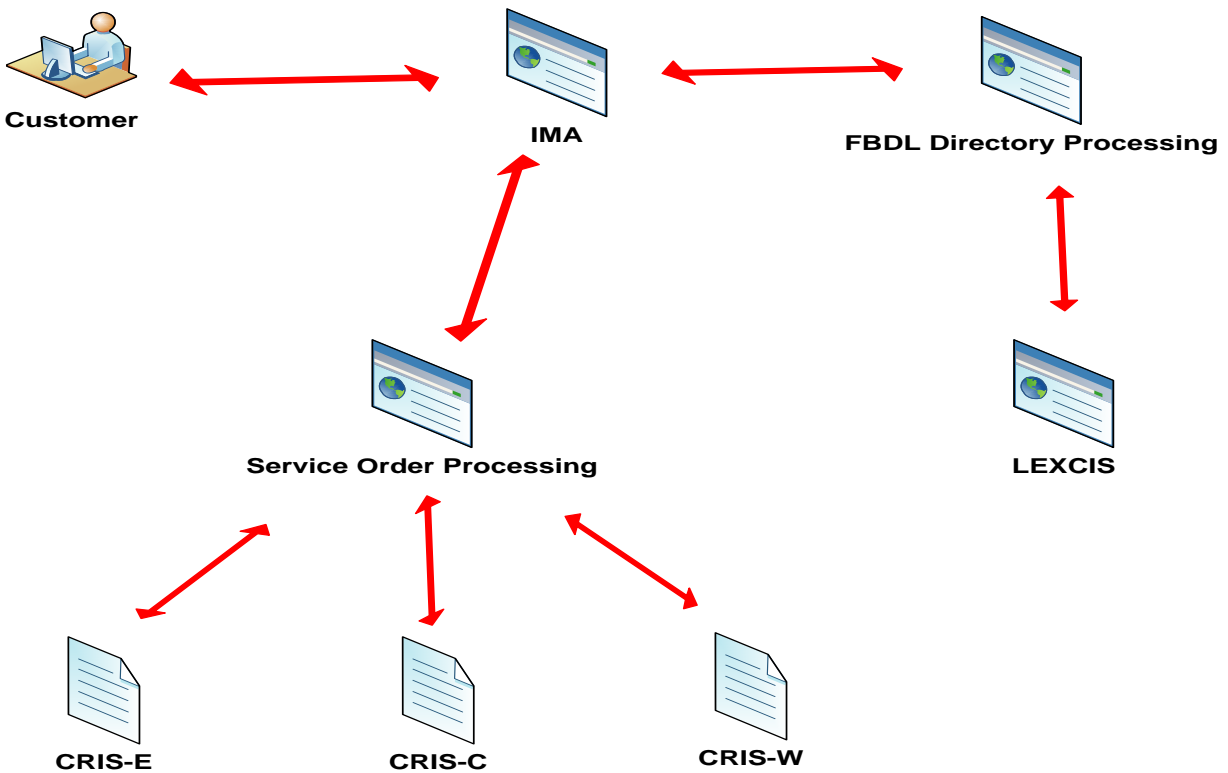 Customer
IMA
FBDL Directory Processing
Service Order Processing
LEXCIS
CRIS-E
CRIS-C
CRIS-W